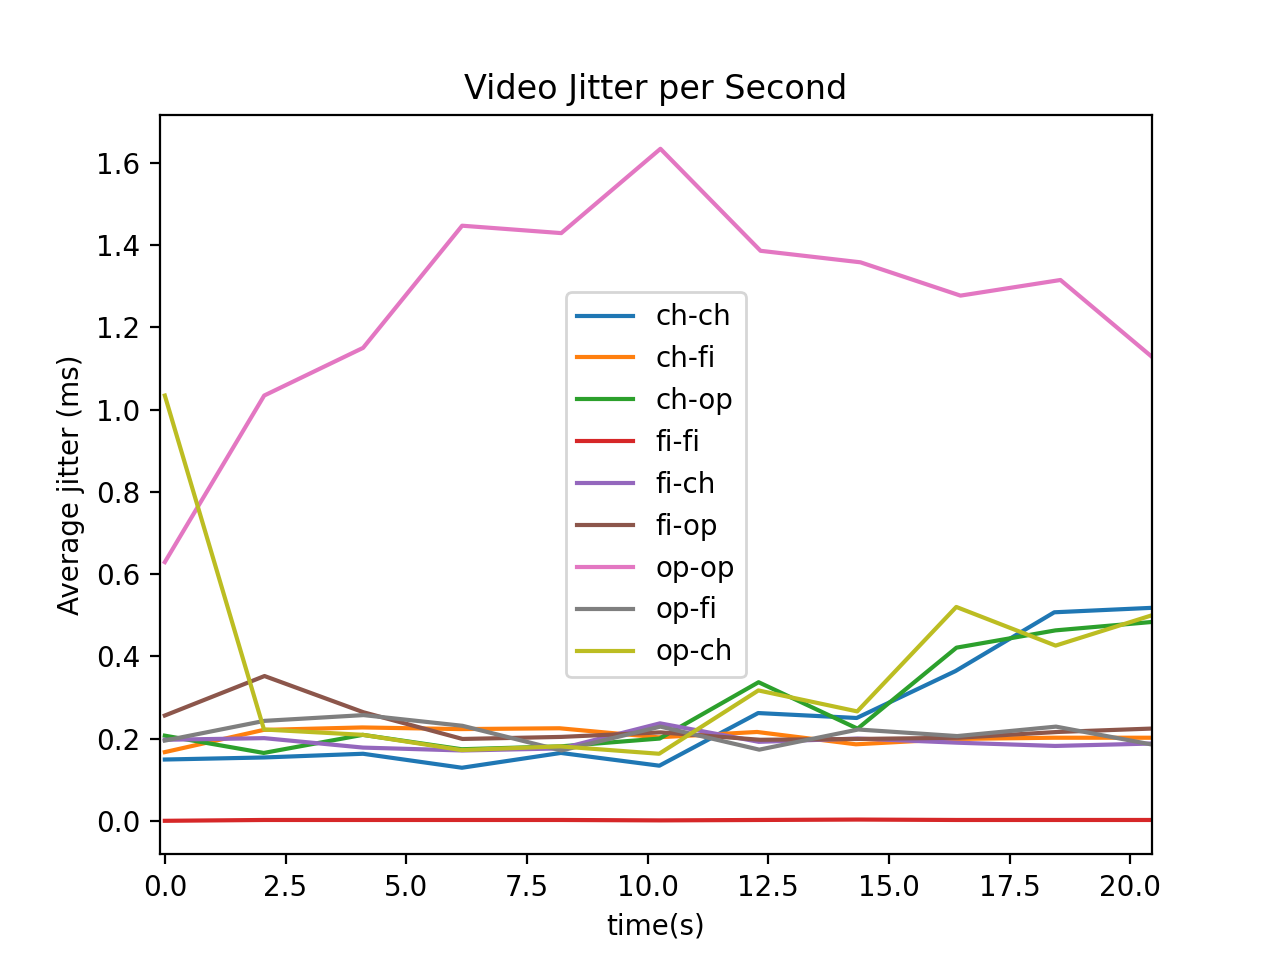 Video Jitter per Second
Average jitter (ms)
1.6
1.4
1.2
1.0
0.8
0.6
0.4
0.2
0.0
ch-ch
ch-fi
ch-op
fi-fi
fi-ch
fi-op
op-op
op-fi
op-ch
0.0 2.5 5.0 7.5 10.0 12.5 15.0 17.5 20.0
time(s)